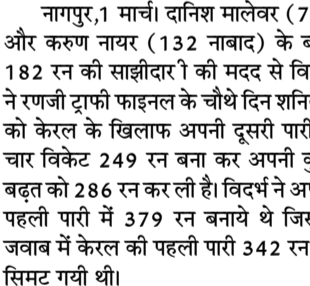 नागपुर,1 मार्च। दानिश मालेवर (7
और करुण नायर (132 नाबाद) के
182 रन की साझीदारी की मदद से वि
ने रणजी ट्राफी फाइनल के चौथे दिन शनि
को केरल के खिलाफ अपनी दूसरी पारी
चार विकेट 249 रन बना कर अपनी
बढ़त को 286 रन कर ली है। विदर्भ ने अ
पहली पारी में 379 रन बनाये थे जिस
जवाब में केरल की पहली पारी 342 रन
सिमट गयी थी।